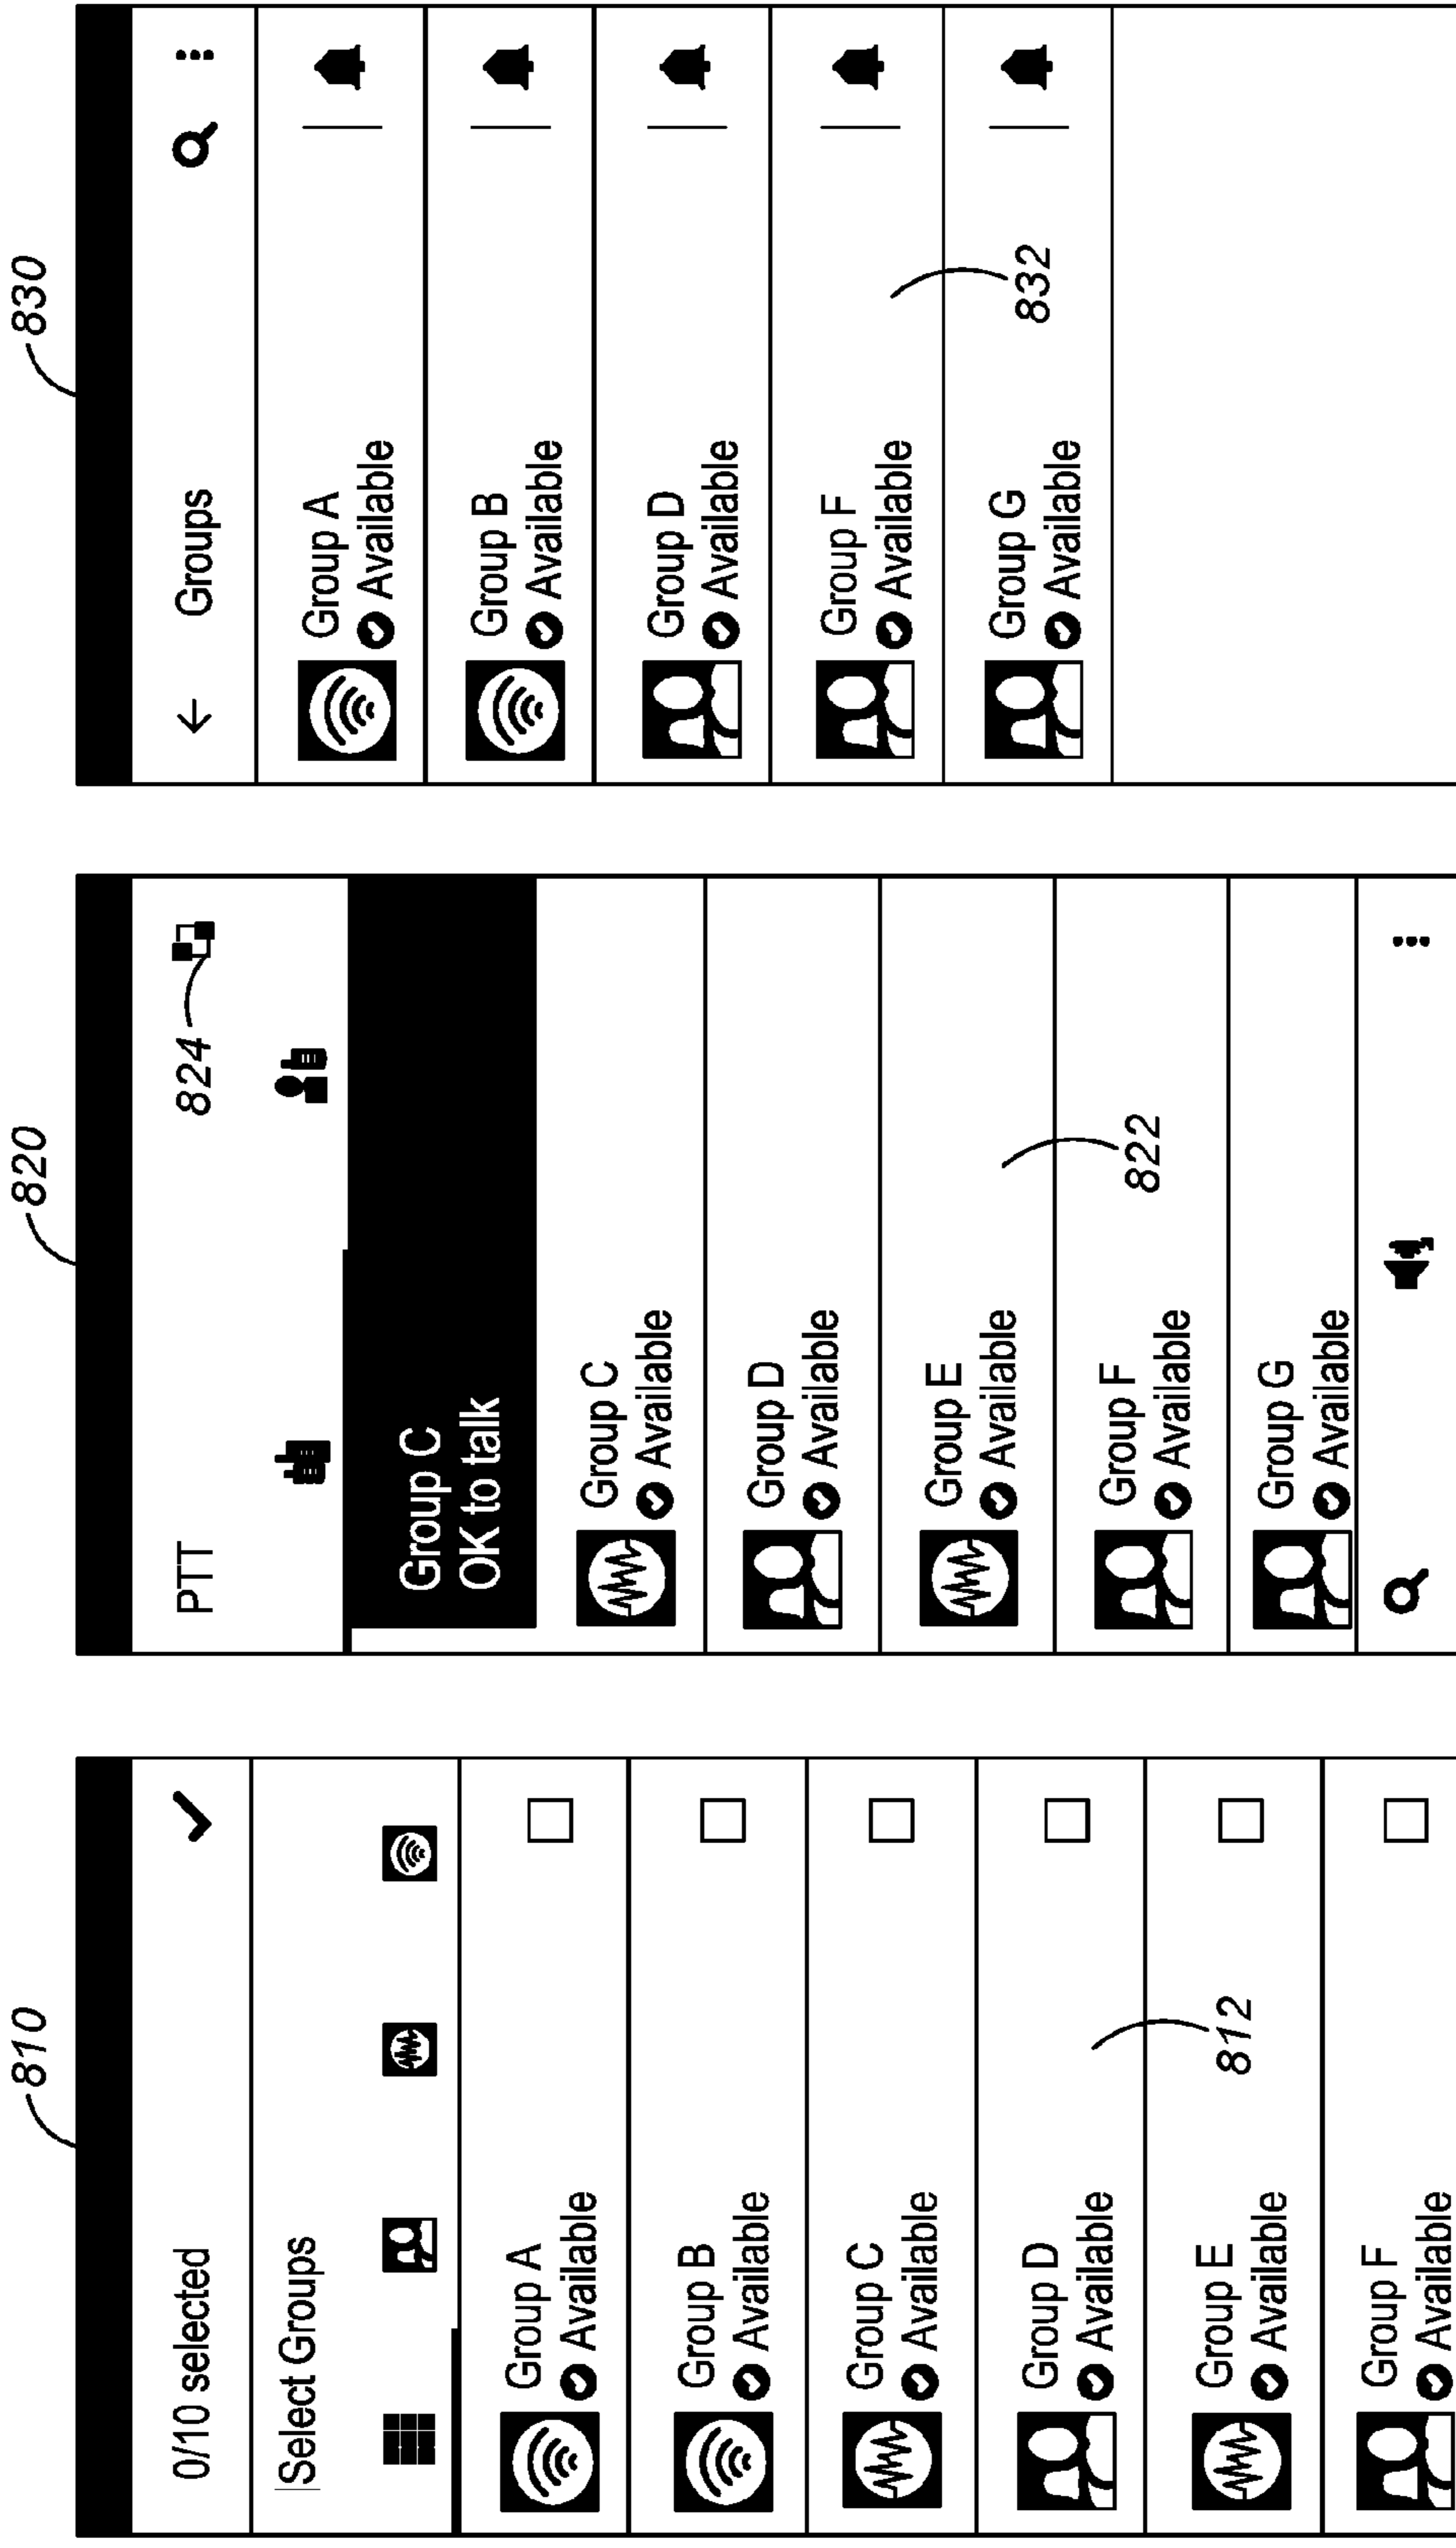 810
0/10 selected
Select Groups
Group A
Available
Group B
Available
Group C
Available
Group D
Available
812
Group E
Available
Group F
Available
820
PTT
824
Group C
OK to talk
Group C
Available
Group D
Available
Group E
Available
822
Group F
Available
Group G
Available
830
Groups
Group A
Available
Group B
Available
Group D
Available
Group F
Available
832
Group G
Available